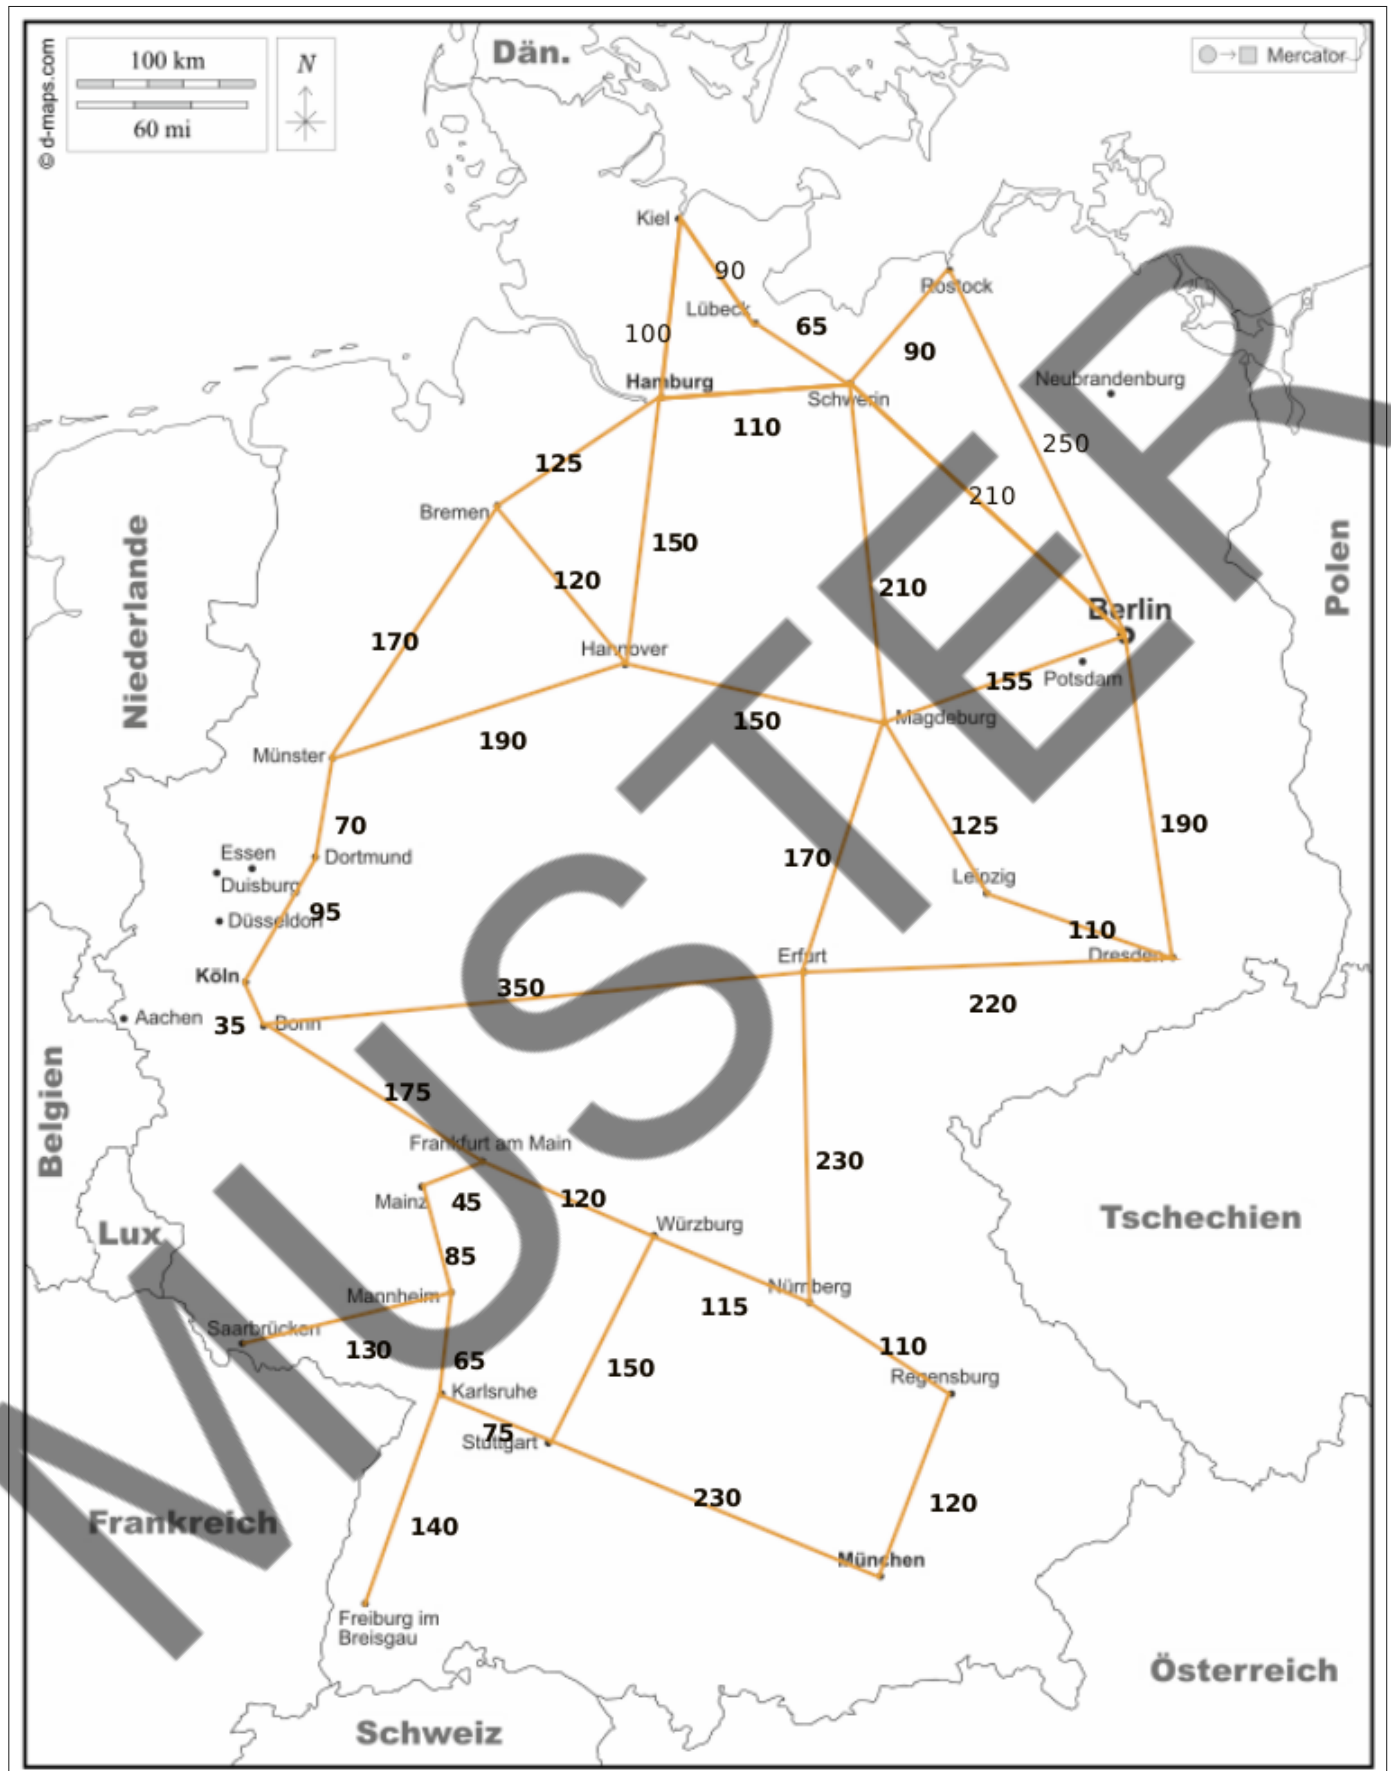 © d-maps.com
100 km
60 mi
N
Dän.
Mercator
Kiel
90
Rostock
Lübeck
65
100
90
Hamburg
Neubrandenburg
Schwerin
110
250
125
210
Bremen
150
120
210
Niederlande
Polen
Berlin
170
Hannover
155
Potsdam
150
Magdeburg
190
Münster
70
125
190
Essen
Dortmund
170
Duisburg
Leipzig
95
Düsseldorf
110
Köln
Erfurt
Dresden
350
220
Aachen
35
Bonn
Belgien
175
Frankfurt am Main
230
Mainz
45
120
Würzburg
Tschechien
Lux.
85
Mannheim
Nürnberg
115
Saarbrücken
130
65
150
110
Regensburg
Karlsruhe
75
Stuttgart
230
120
Frankreich
140
München
Freiburg im
Breisgau
Österreich
Schweiz
MUSTER